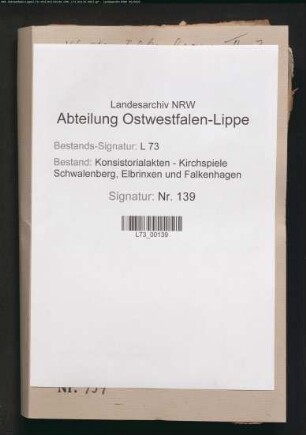 Landesarchiv NRW
Abteilung Ostwestfalen-Lippe
Bestands-Signatur: L 73
Bestand: Konsistorialakten - Kirchspiele
Schwalenberg, Elbrinxen und Falkenhagen
Signatur: Nr. 139
L73_00139